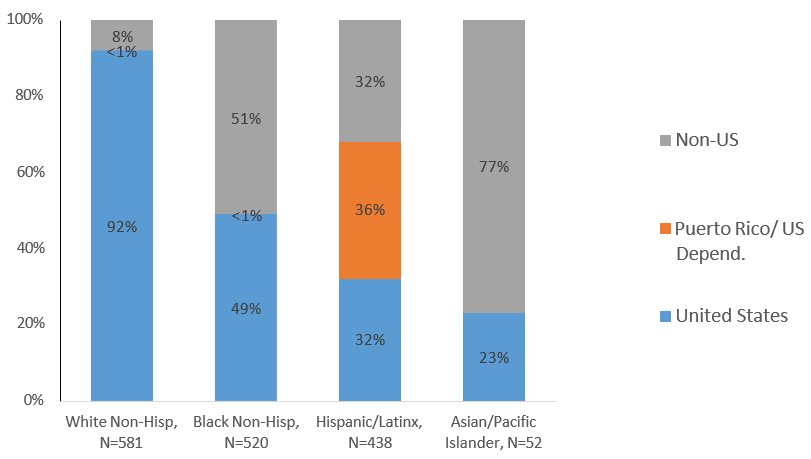 100%
80%
60%
40%
20%
0%
8%
<1%
92%
51%
<1%
49%
32%
36%
32%
77%
23%
White Non-Hisp,
N=581
Black Non-Hisp,
N=520
Hispanic/Latinx,
N=438
Asian/Pacific
Islander, N=52
Non-US
Puerto Rico/ US
Depend.
United States